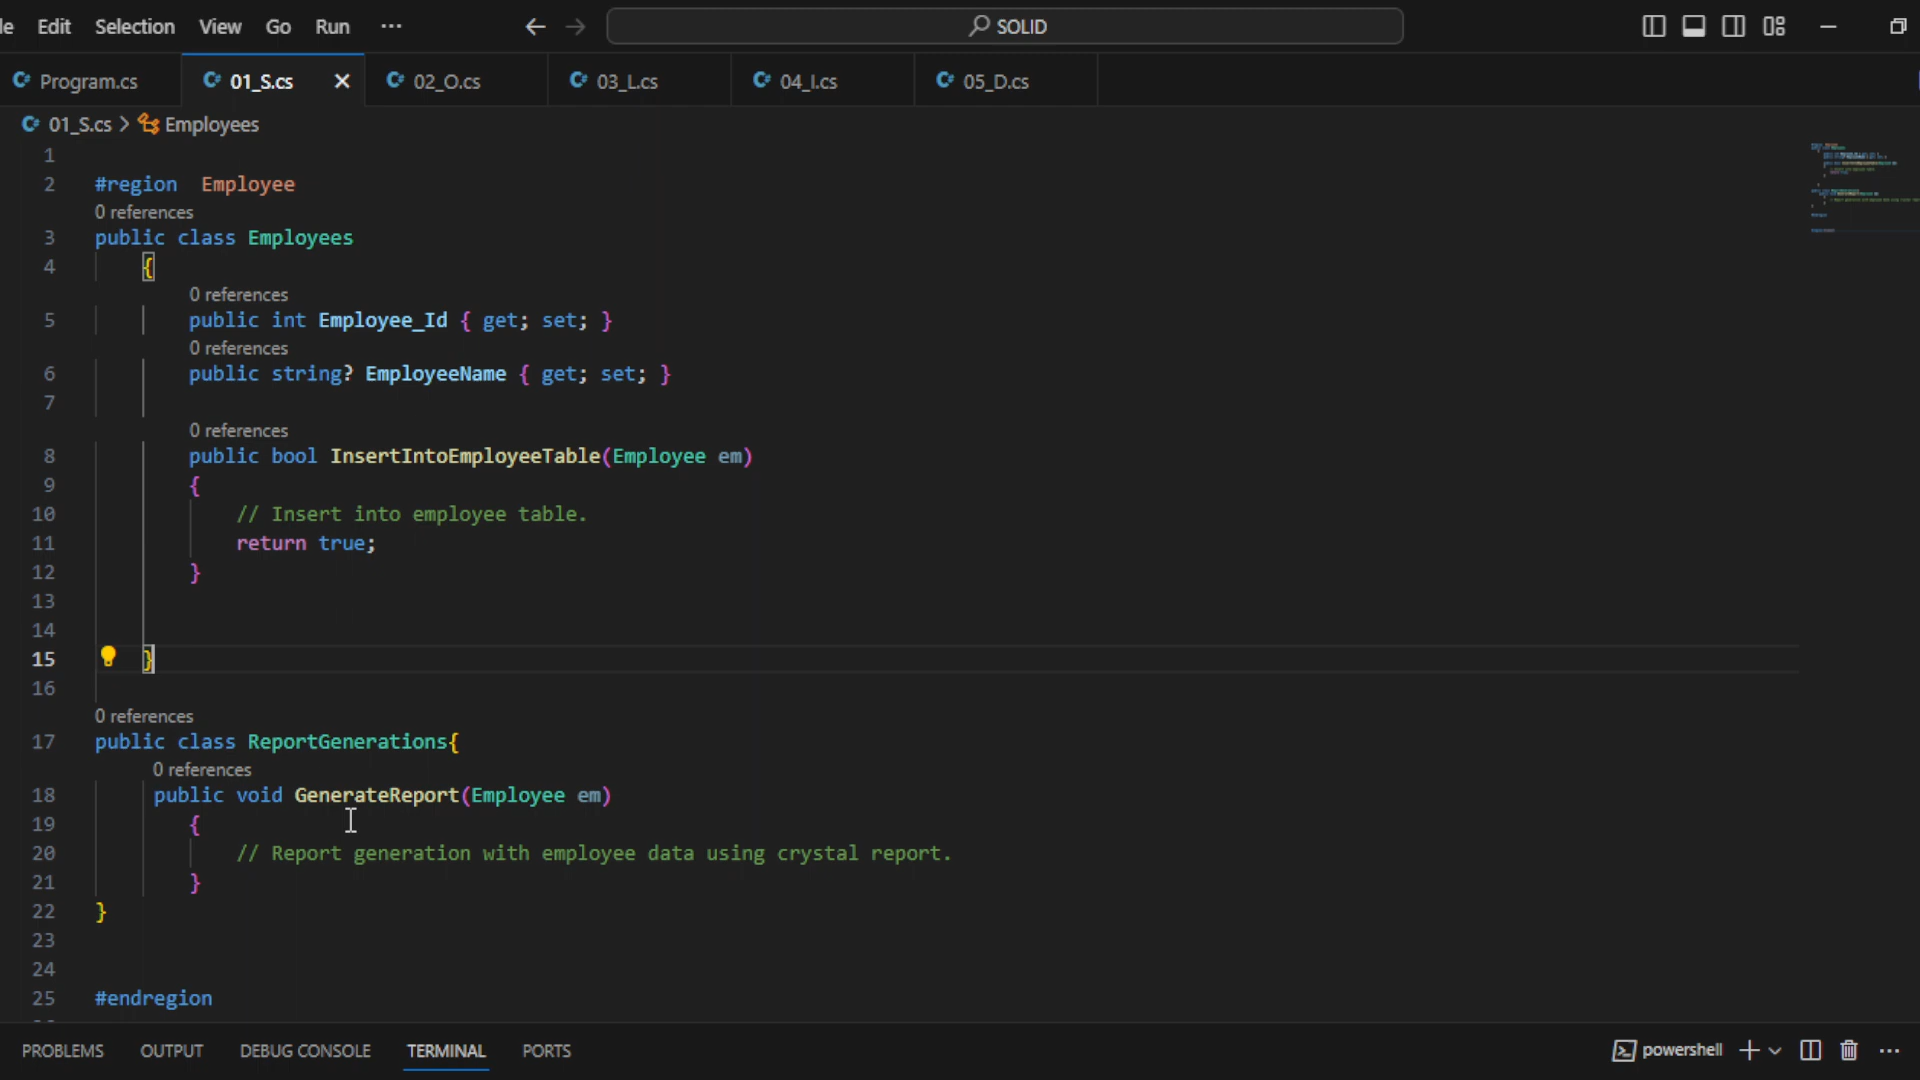 le Edit Selection View Go Run ··· SOLID
Program.cs 01_S.cs 02_O.cs 03_L.cs 04_I.cs 05_D.cs
01_S.cs > Employees
1
2 #region  Employee
0 references
3 public class Employees
4 {
0 references
5 public int Employee_Id { get; set; }
0 references
6 public string? EmployeeName { get; set; }
7
0 references
8 public bool InsertIntoEmployeeTable(Employee em)
9 {
10 // Insert into employee table.
11 return true;
12 }
13
14
15 }
16
0 references
17 public class ReportGenerations{
0 references
18 public void GenerateReport(Employee em)
19 {
20 // Report generation with employee data using crystal report.
21 }
22 }
23
24
25 #endregion
PROBLEMS OUTPUT DEBUG CONSOLE TERMINAL PORTS powershell